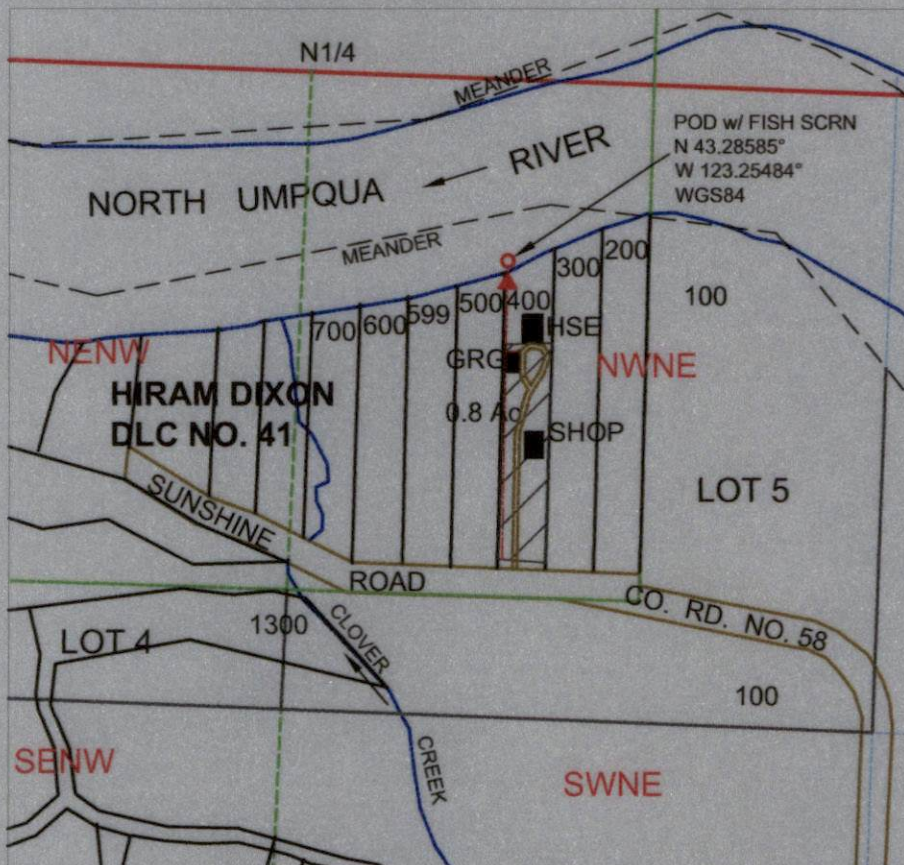 N1/4
MEANDER
POD w/ FISH SCRN
N 43.28585°
W 123.25484°
WGS84
NORTH UMPQUA RIVER
MEANDER
200
300
100
400
500
599
600
700
HSE
NENW
GRG
NWNE
HIRAM DIXON
DLC NO. 41
0.8 Ac
SHOP
LOT 5
SUNSHINE ROAD
CO. RD. NO. 58
1300
CLOVER
LOT 4
100
CREEK
SENW
SWNE